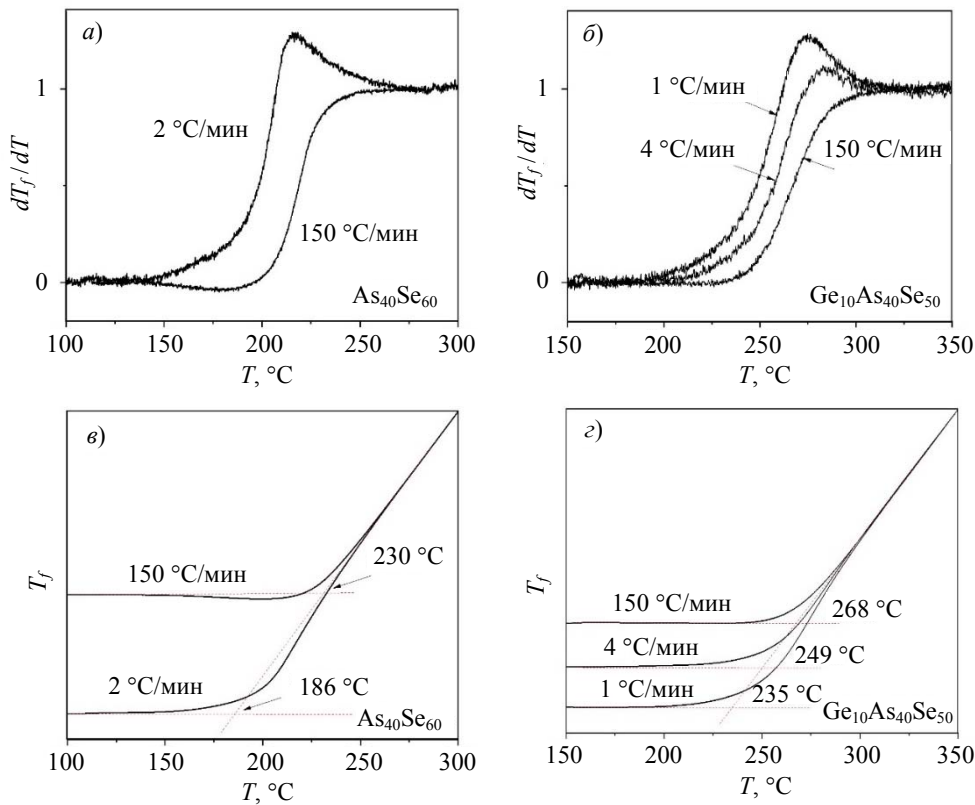 а)
1
0
dT_f / dT
2 °C/мин
150 °C/мин
As₄₀Se₆₀
100 150 200 250 300
T, °C
б)
1
0
dT_f / dT
1 °C/мин
4 °C/мин
150 °C/мин
Ge₁₀As₄₀Se₅₀
150 200 250 300 350
T, °C
в)
T_f
230 °C
150 °C/мин
2 °C/мин
186 °C
As₄₀Se₆₀
100 150 200 250 300
T, °C
г)
T_f
150 °C/мин
268 °C
4 °C/мин
249 °C
1 °C/мин
235 °C
Ge₁₀As₄₀Se₅₀
150 200 250 300 350
T, °C